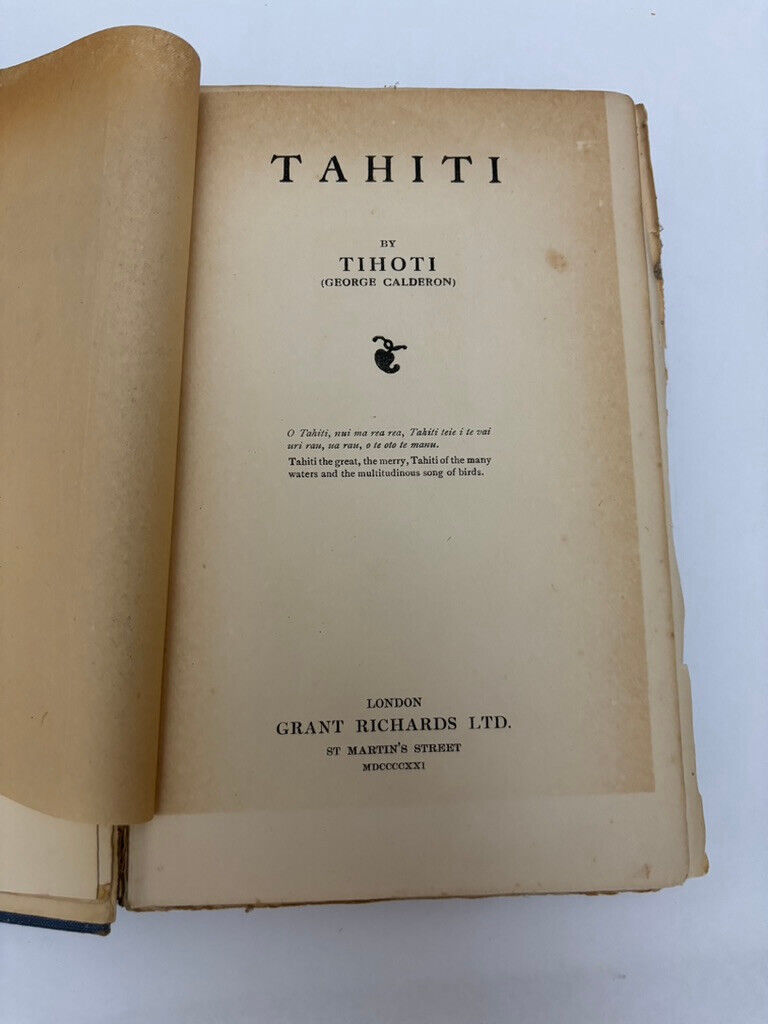 TAHITI
BY
TIHOTI
(GEORGE CALDERON)
O Tahiti, nui ma rea rea, Tahiti teie i te vai
uri rau, ua rau, o te oto te manu.
Tahiti the great, the merry, Tahiti of the many
waters and the multitudinous song of birds.
LONDON
GRANT RICHARDS LTD.
ST MARTIN'S STREET
MDCCCCXXI